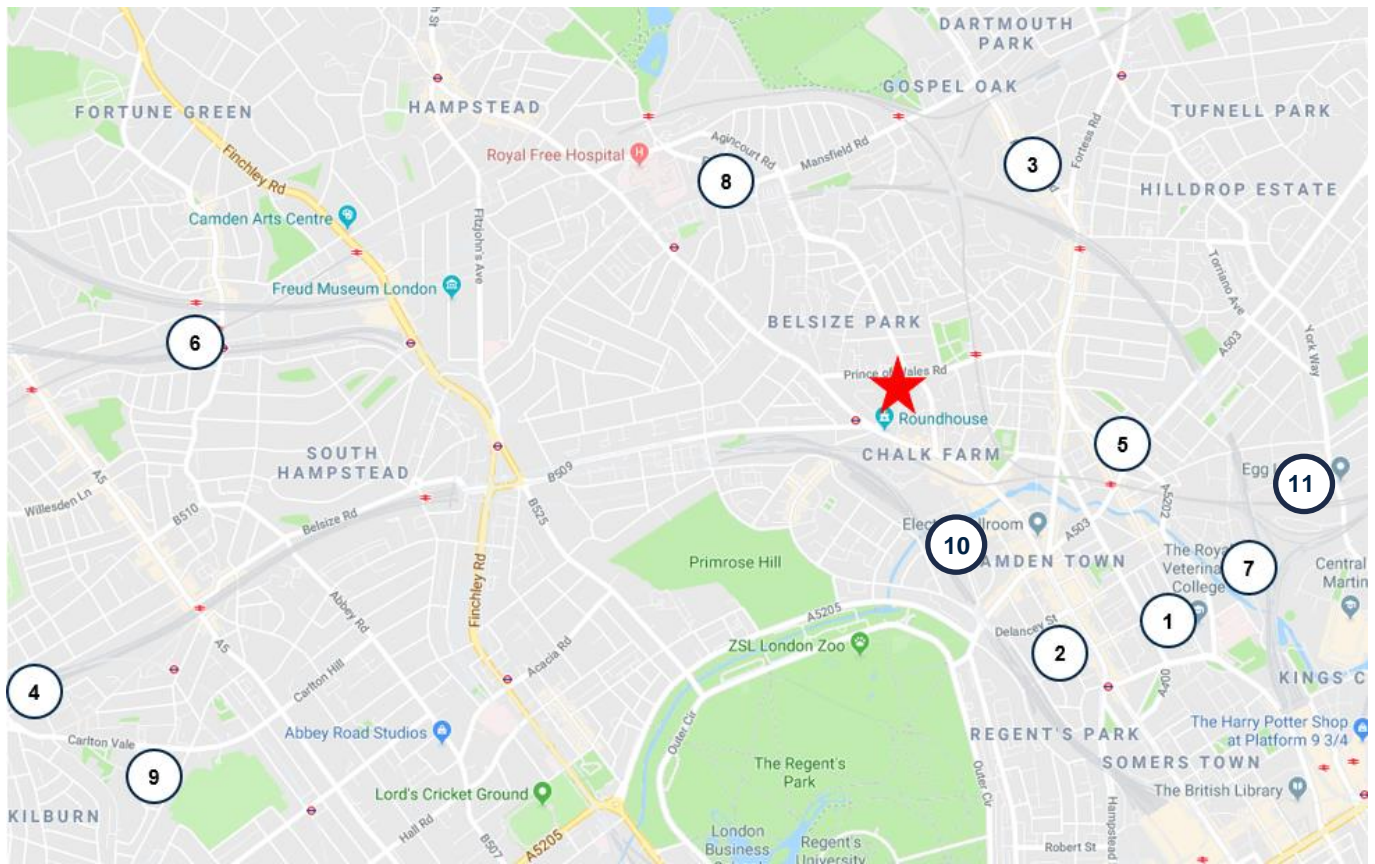 DARTMOUTH
PARK
GOSPEL OAK
FORTUNE GREEN
HAMPSTEAD
TUFNELL PARK
Fortess Rd
Agincourt Rd
Mansfield Rd
Royal Free Hospital
H
3
8
Finchley Rd
HILLDROP ESTATE
Camden Arts Centre
Fitzjohn's Ave
Torriano Ave
Freud Museum London
BELSIZE PARK
6
A503
York Way
Prince of Wales Rd
Roundhouse
5
CHALK FARM
SOUTH
HAMPSTEAD
B509
Egg
11
A5
Willesden Ln
B510
Belsize Rd
B525
A5202
A503
10
Primrose Hill
AMDEN TOWN
The Royal
Veterina
College
7
Central
Martin
Finchley Rd
Abbey Rd
A5205
Delancey St
1
A5
Acacia Rd
ZSL London Zoo
2
4
Carlton Hill
A400
KINGS C
Outer Cir
Carlton Vale
Abbey Road Studios
REGENT'S PARK
The Harry Potter Shop
at Platform 9 3/4
9
The Regent's
Park
Outer Cir
SOMERS TOWN
Lord's Cricket Ground
The British Library
KILBURN
Hall Rd
B507
A5205
London
Business
Regent's
University
Hampstead
Robert St